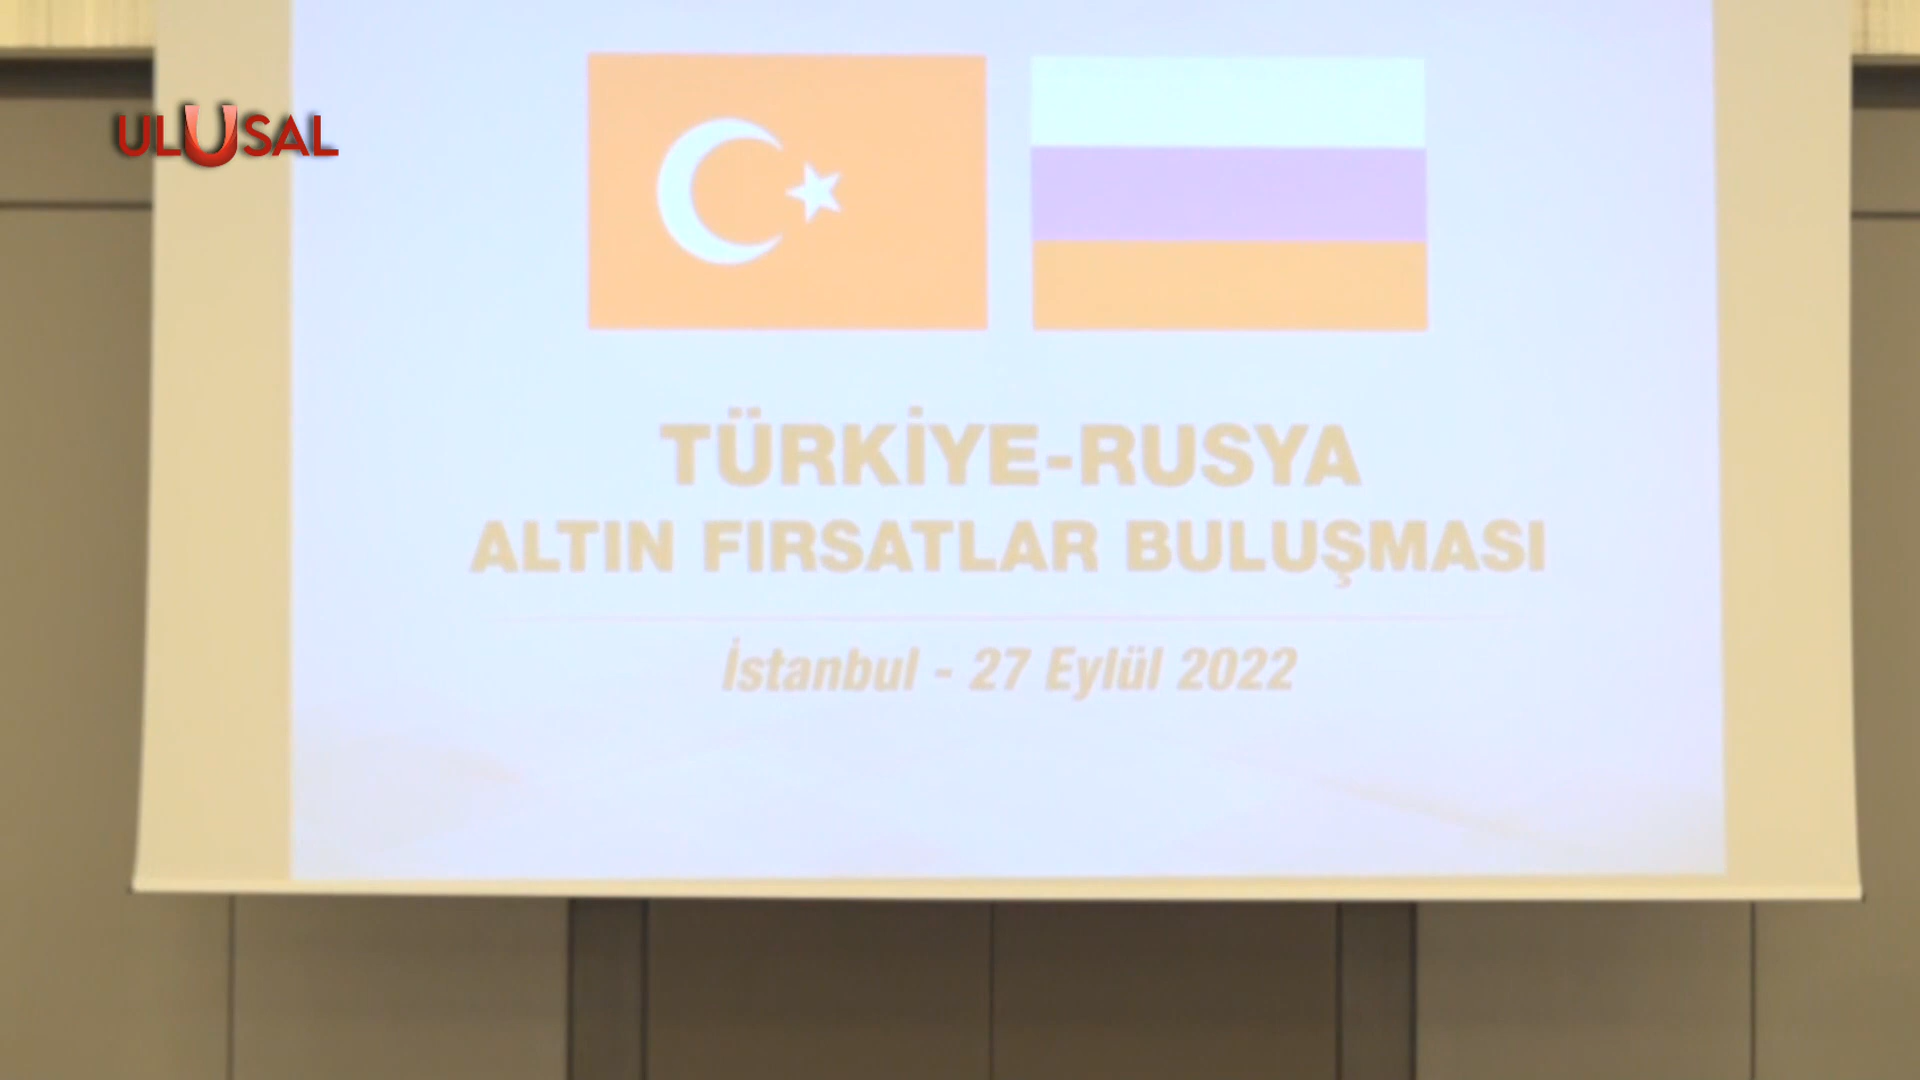 ULUSAL
TÜRKİYE-RUSYA
ALTIN FIRSATLAR BULUŞMASI
İstanbul - 27 Eylül 2022